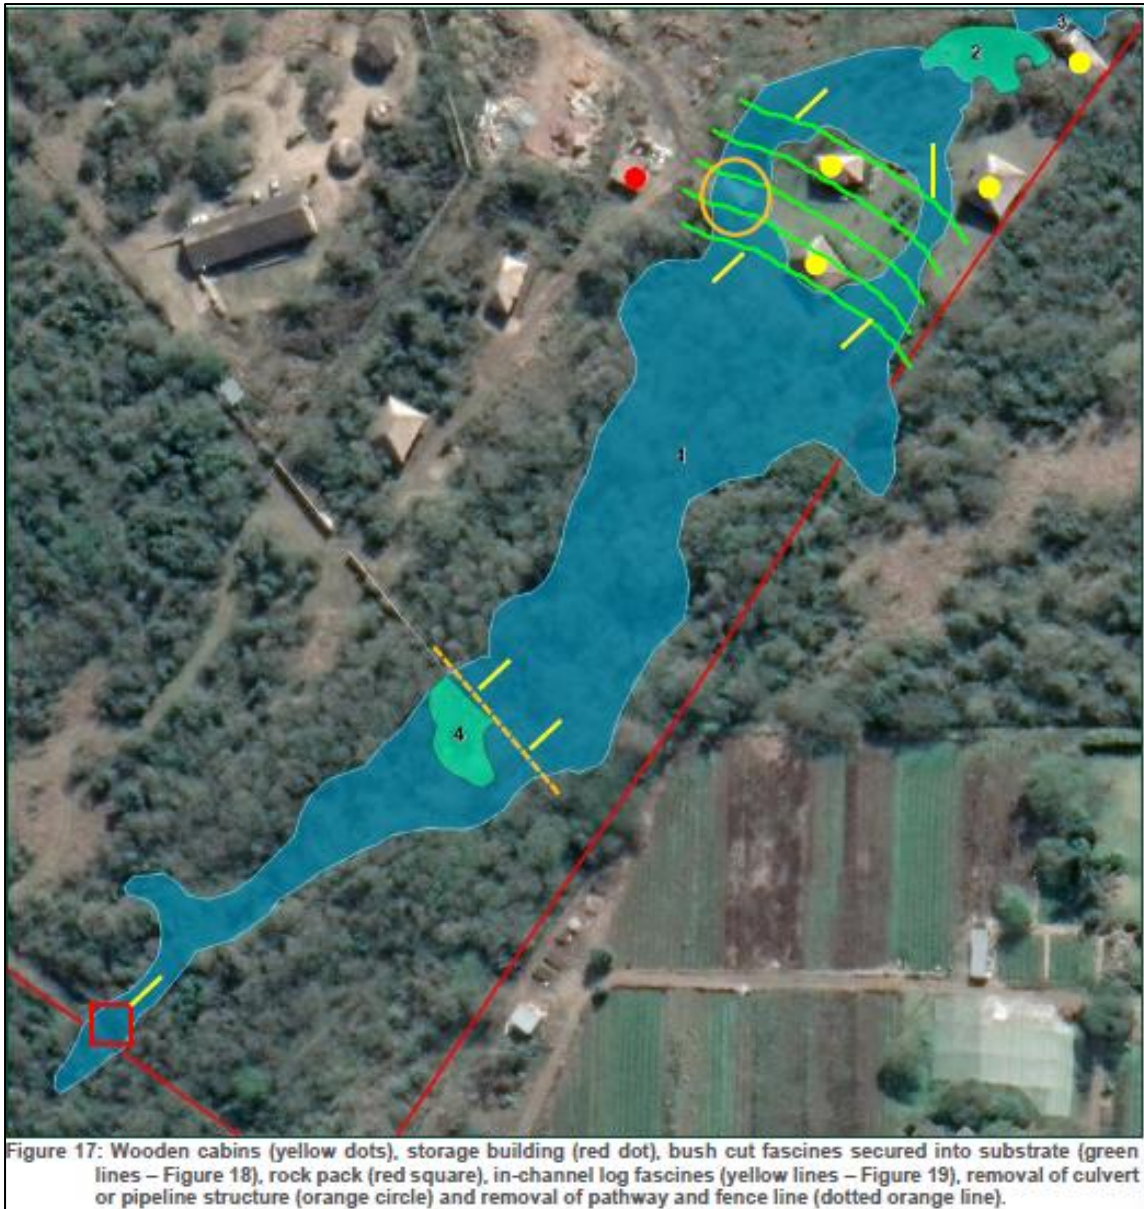 3
2
1
4
Figure 17: Wooden cabins (yellow dots), storage building (red dot), bush cut fascines secured into substrate (green
lines – Figure 18), rock pack (red square), in-channel log fascines (yellow lines – Figure 19), removal of culvert
or pipeline structure (orange circle) and removal of pathway and fence line (dotted orange line).